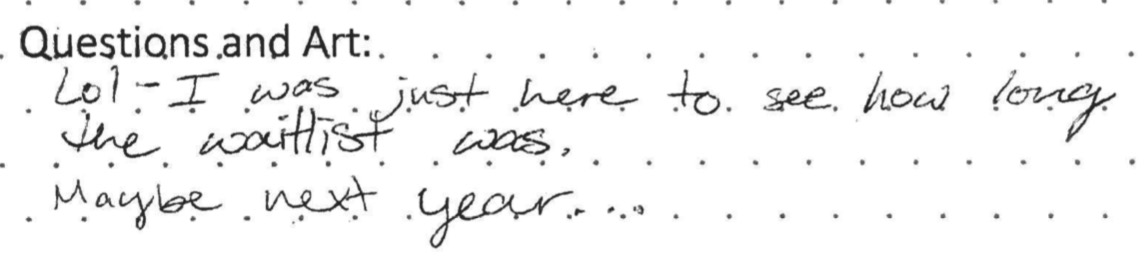 Questions and Art:
Lol - I was just here to see how long
the waitlist was.
Maybe next year....